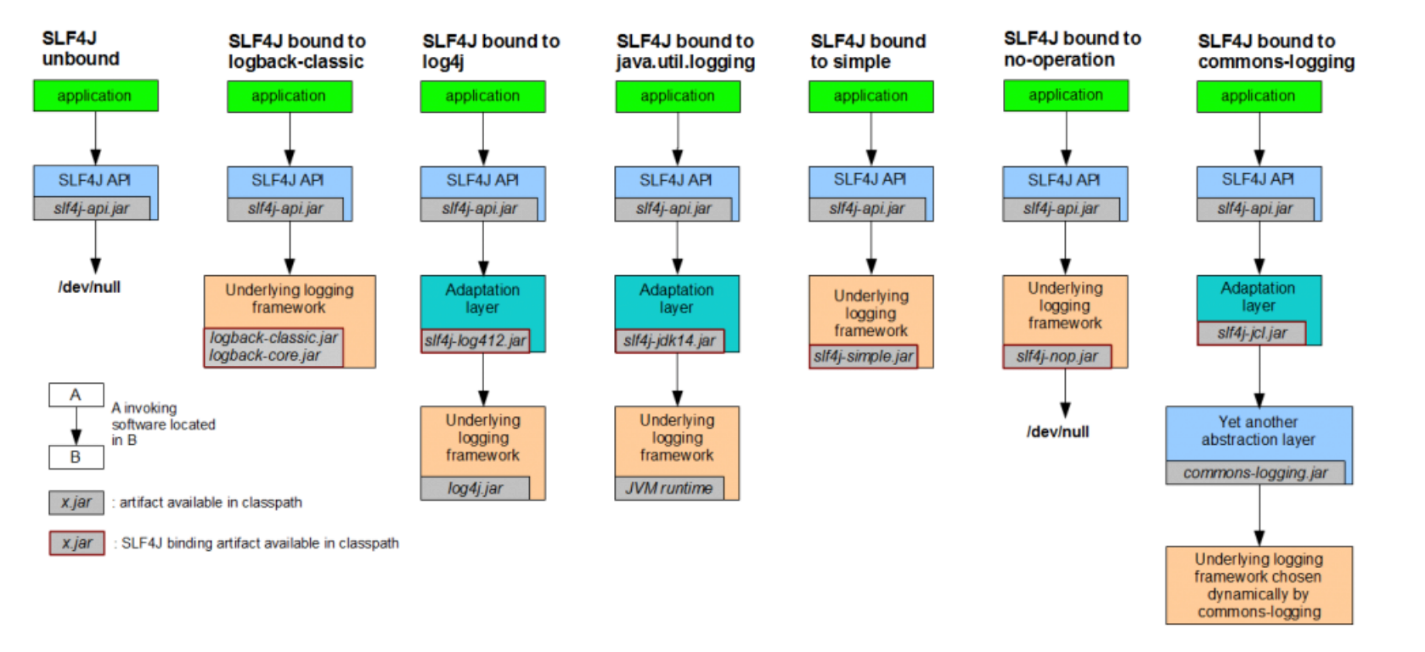 SLF4J
unbound
application
SLF4J API
slf4j-api.jar
/dev/null
SLF4J bound to
logback-classic
application
SLF4J API
slf4j-api.jar
Underlying logging
framework
logback-classic.jar
logback-core.jar
SLF4J bound to
log4j
application
SLF4J API
slf4j-api.jar
Adaptation
layer
slf4j-log412.jar
Underlying
logging
framework
log4j.jar
SLF4J bound to
java.util.logging
application
SLF4J API
slf4j-api.jar
Adaptation
layer
slf4j-jdk14.jar
Underlying
logging
framework
JVM runtime
SLF4J bound
to simple
application
SLF4J API
slf4j-api.jar
Underlying
logging
framework
slf4j-simple.jar
SLF4J bound to
no-operation
application
SLF4J API
slf4j-api.jar
Underlying
logging
framework
slf4j-nop.jar
/dev/null
SLF4J bound to
commons-logging
application
SLF4J API
slf4j-api.jar
Adaptation
layer
slf4j-jcl.jar
Yet another
abstraction layer
commons-logging.jar
Underlying logging
framework chosen
dynamically by
commons-logging
A
B
A invoking
software located
in B
x.jar : artifact available in classpath
x.jar : SLF4J binding artifact available in classpath